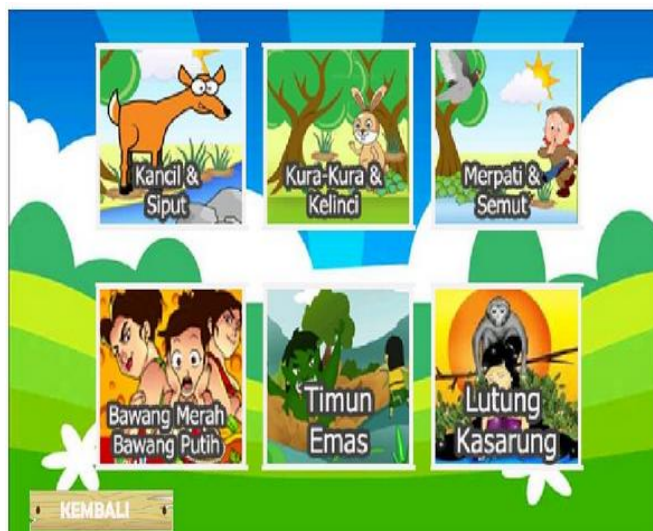 Kancil &
Siput
Kura-Kura &
Kelinci
Merpati &
Semut
Bawang Merah
Bawang Putih
Timun
Emas
Lutung
Kasarung
KEMBALI